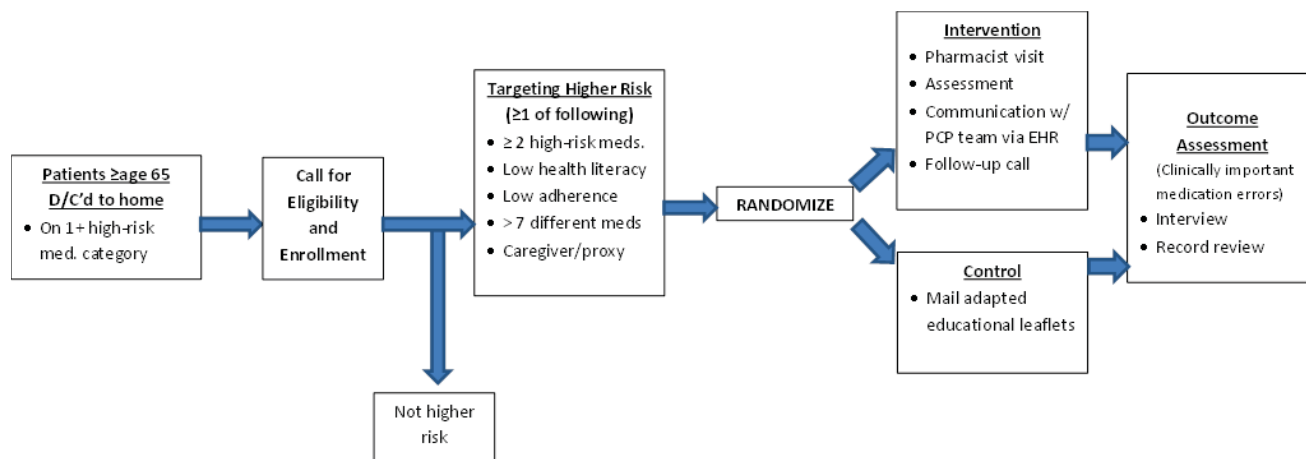 Patients ≥age 65
D/C'd to home
• On 1+ high-risk
med. category
Call for
Eligibility
and
Enrollment
Not higher
risk
Targeting Higher Risk
(≥1 of following)
• ≥ 2 high-risk meds.
• Low health literacy
• Low adherence
• > 7 different meds
• Caregiver/proxy
RANDOMIZE
Intervention
• Pharmacist visit
• Assessment
• Communication w/
PCP team via EHR
• Follow-up call
Control
• Mail adapted
educational leaflets
Outcome
Assessment
(Clinically important
medication errors)
• Interview
• Record review